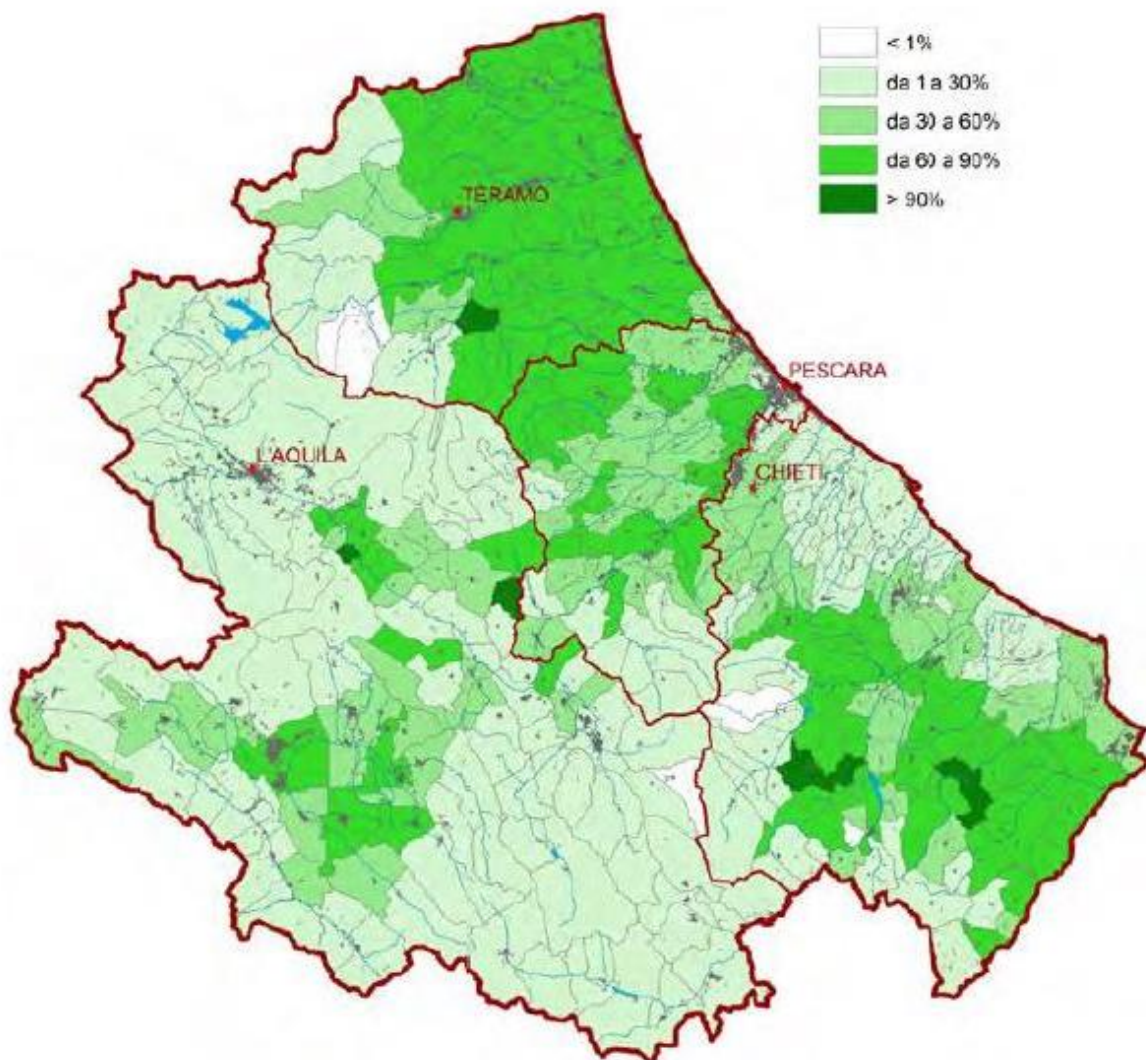 < 1%
da 1 a 30%
da 30 a 60%
da 60 a 90%
> 90%
TERAMO
PESCARA
L'AQUILA
CHIETI